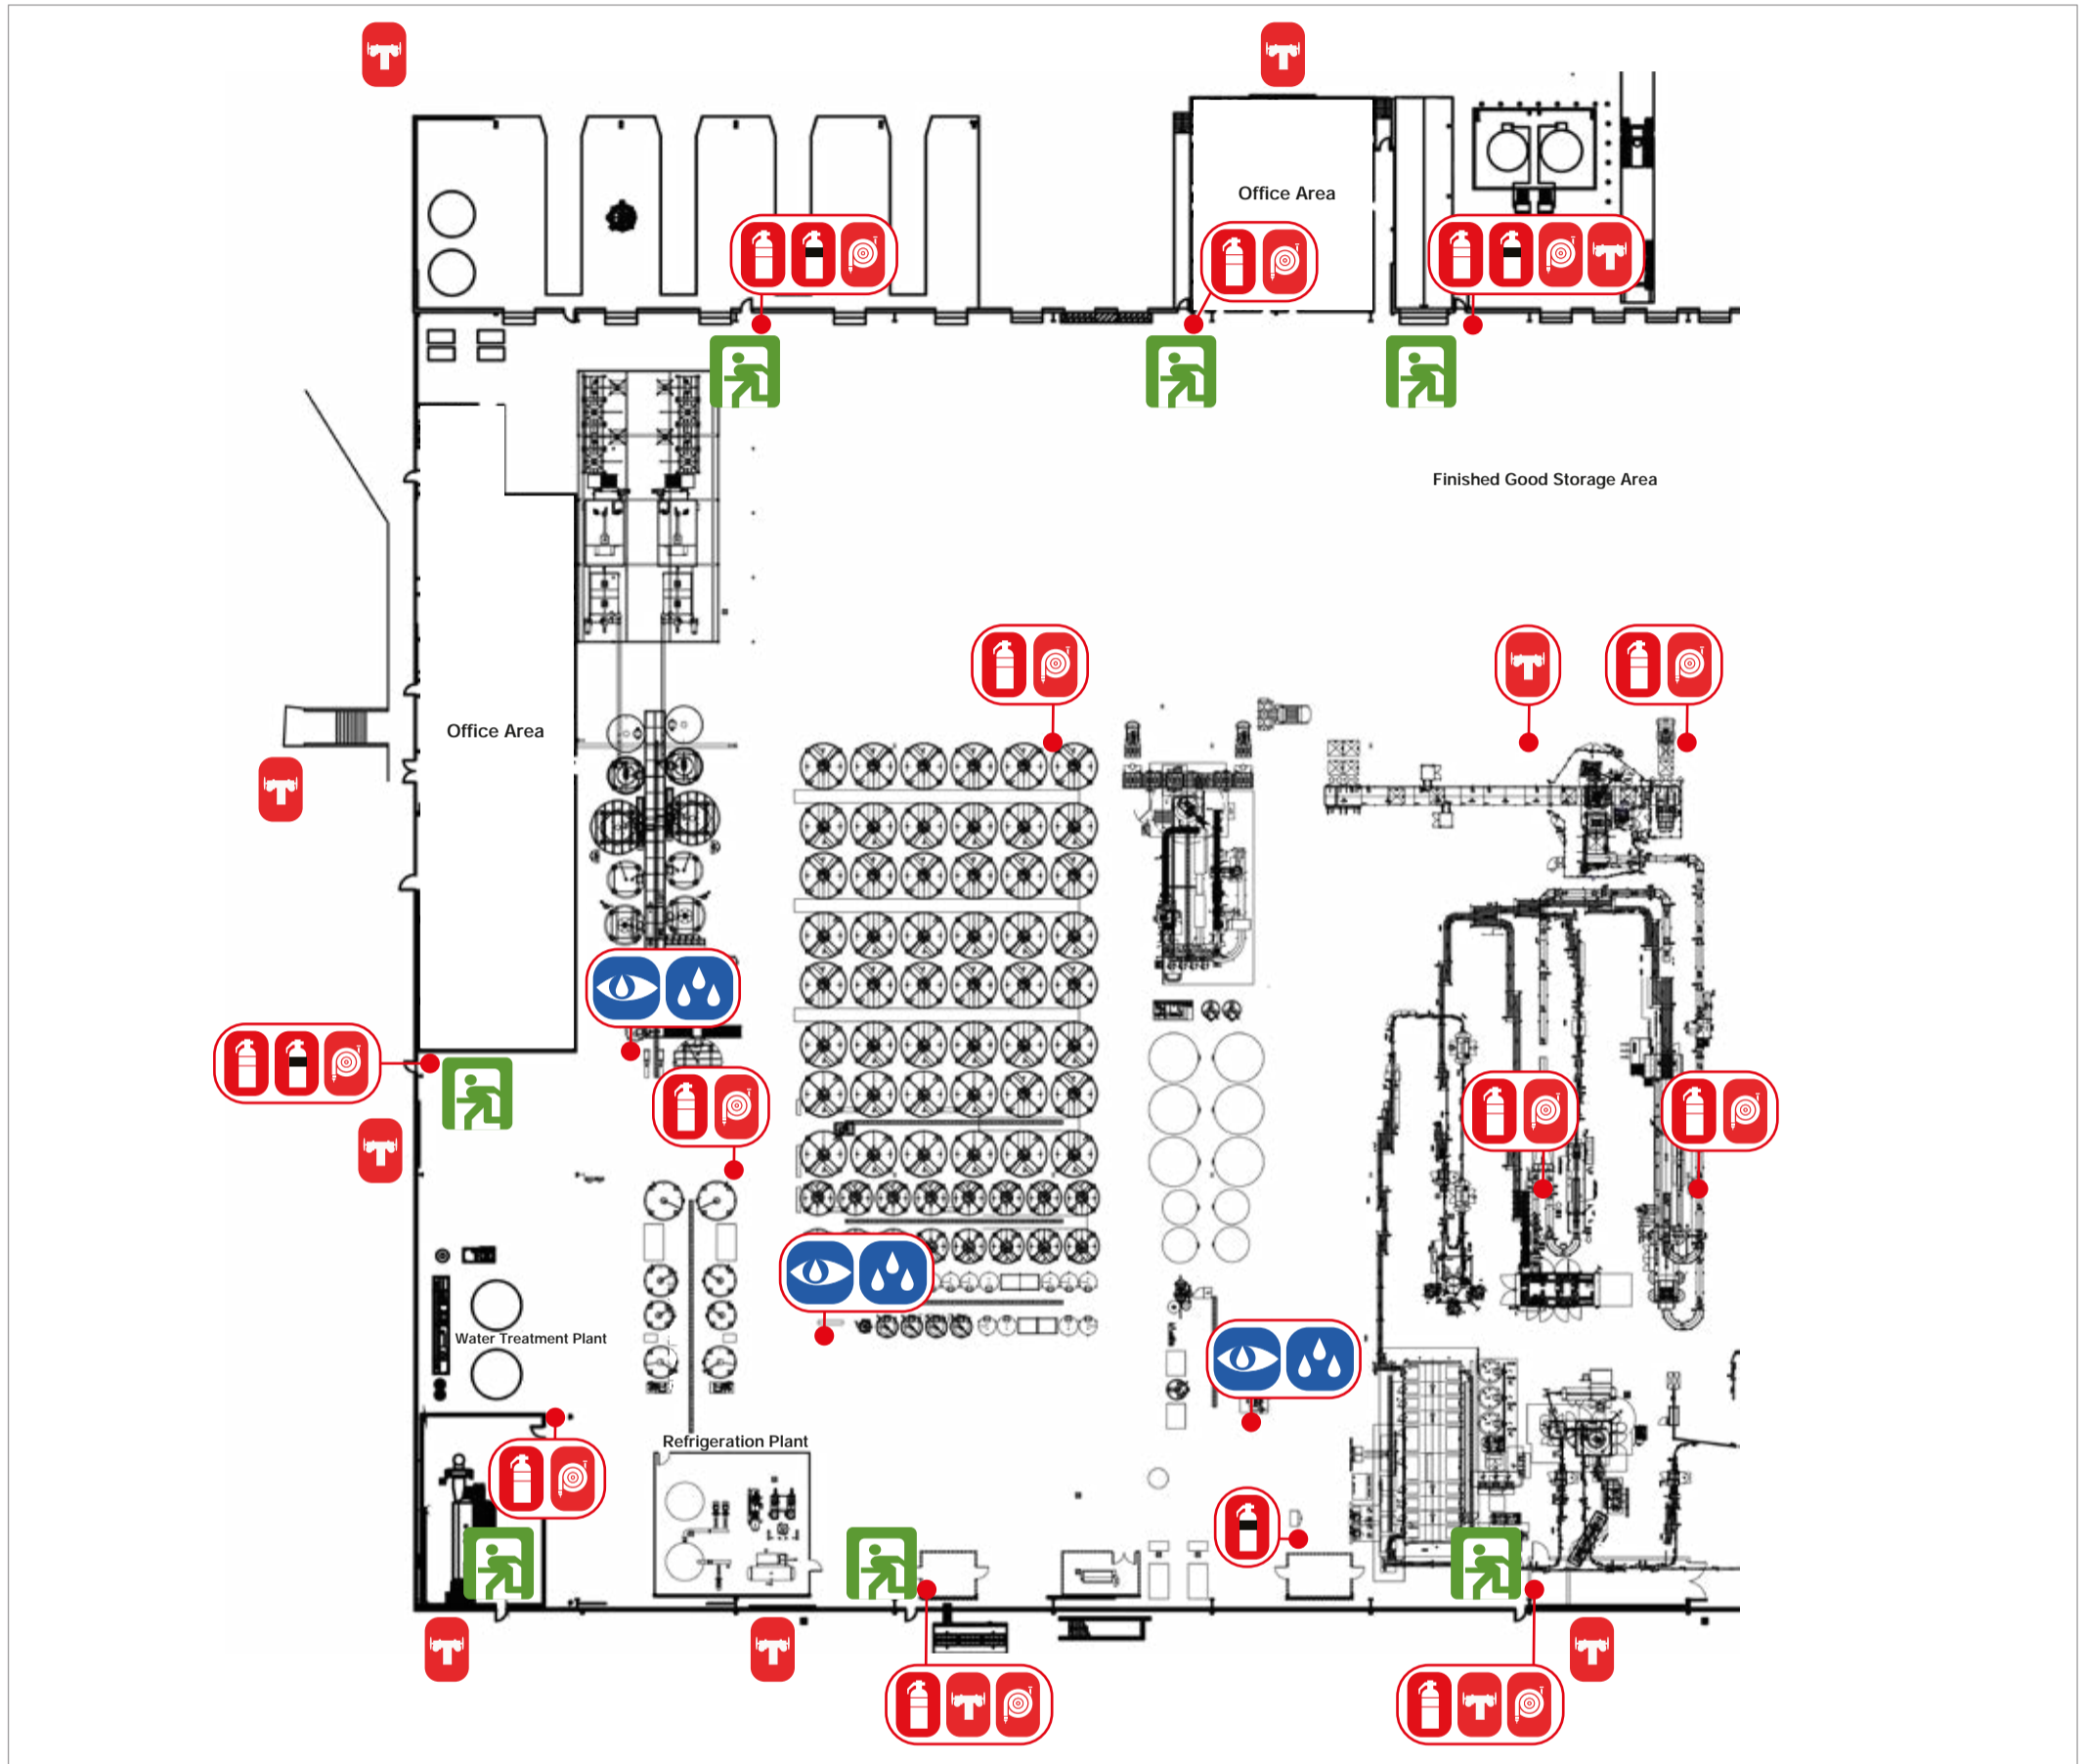 Office Area
Finished Good Storage Area
Office Area
Water Treatment Plant
Refrigeration Plant